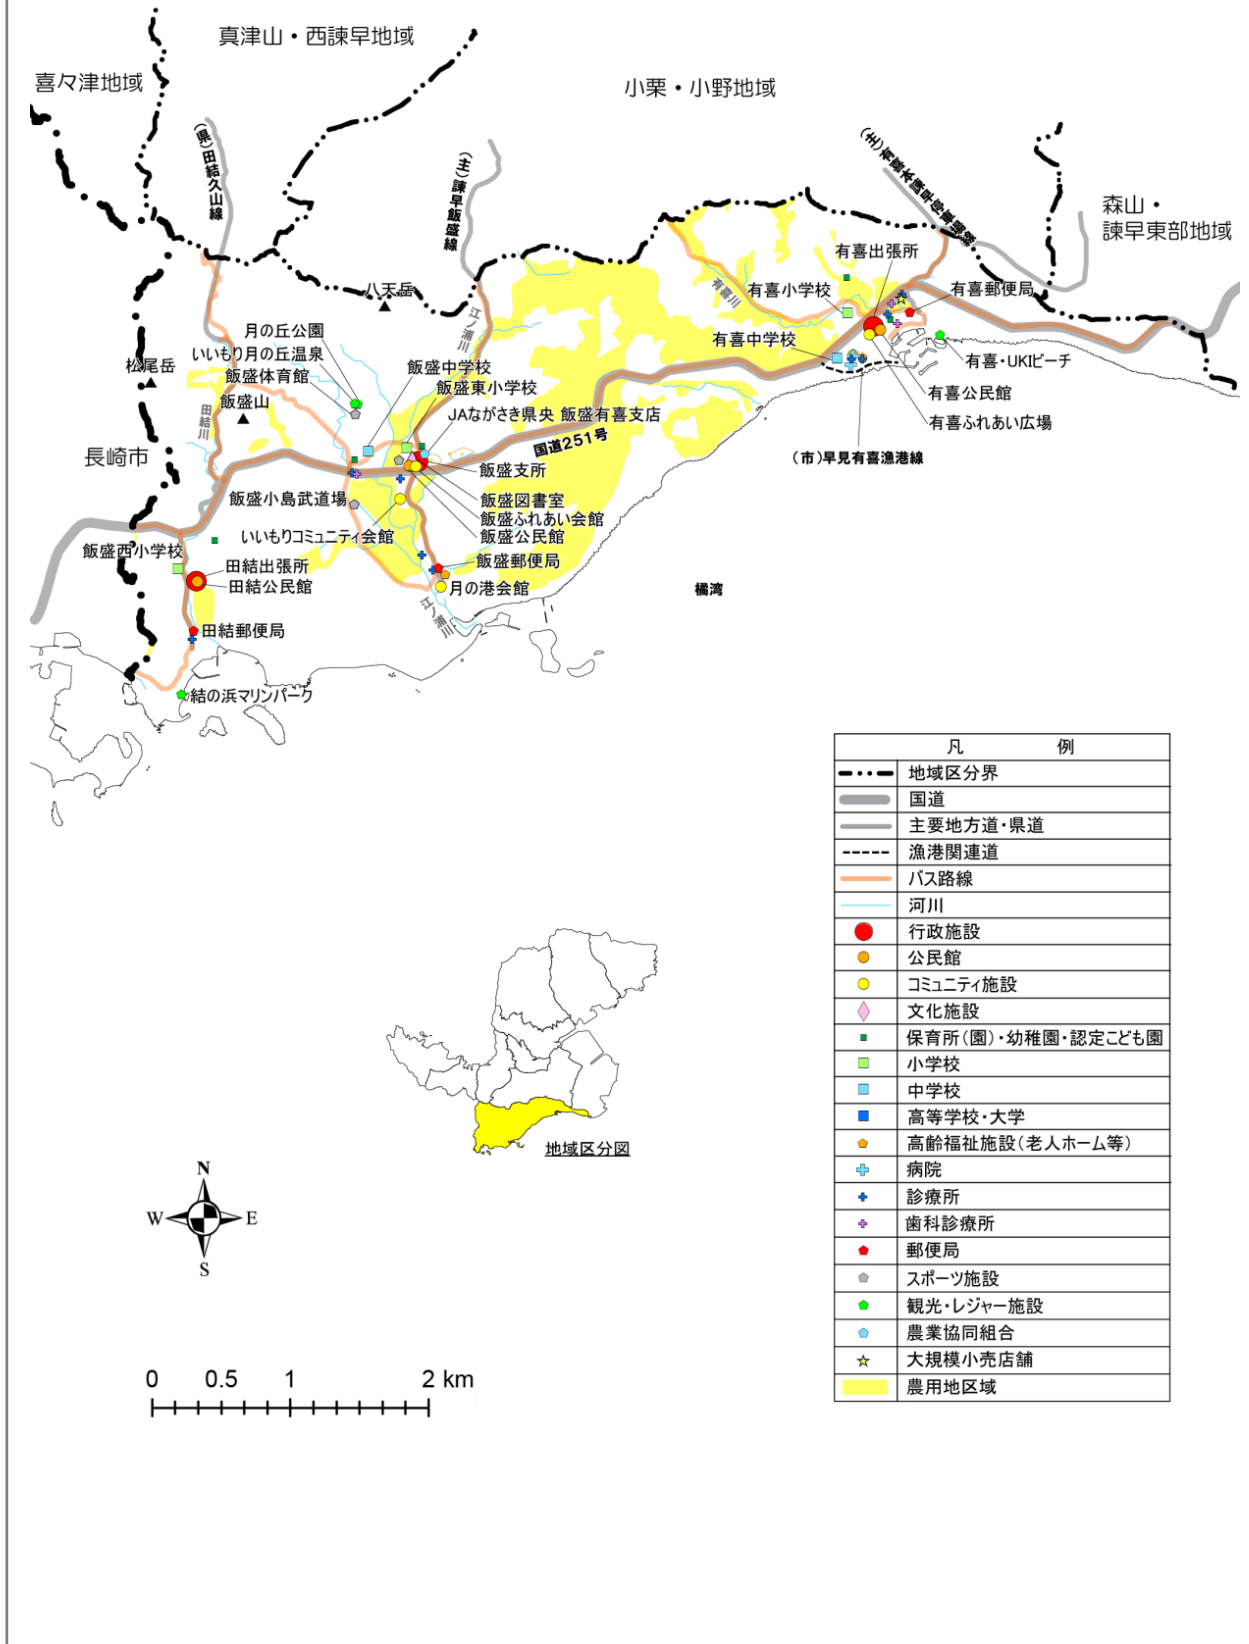 真津山・西諫早地域
喜々津地域
小栗・小野地域
(県)田結久山線
(主)諫早飯盛線
(主)有喜本諫早停車場線
森山・
諫早東部地域
有喜出張所
有喜小学校
有喜川
有喜郵便局
八天岳
江ノ浦川
月の丘公園
いいもり月の丘温泉
飯盛体育館
松尾岳
飯盛山
飯盛中学校
飯盛東小学校
JAながさき県央 飯盛有喜支店
有喜中学校
有喜・UKIビーチ
有喜公民館
有喜ふれあい広場
田結川
国道251号
長崎市
(市)早見有喜漁港線
飯盛支所
飯盛小島武道場
飯盛図書室
飯盛ふれあい会館
いいもりコミュニティ会館
飯盛公民館
飯盛西小学校
田結出張所
田結公民館
飯盛郵便局
月の港会館
橘湾
江ノ浦川
田結郵便局
結の浜マリンパーク
凡 例
地域区分界
国道
主要地方道・県道
漁港関連道
バス路線
河川
行政施設
公民館
コミュニティ施設
文化施設
保育所(園)・幼稚園・認定こども園
小学校
中学校
高等学校・大学
高齢福祉施設(老人ホーム等)
病院
診療所
歯科診療所
郵便局
スポーツ施設
観光・レジャー施設
農業協同組合
大規模小売店舗
農用地区域
地域区分図
N
W E
S
0 0.5 1 2 km